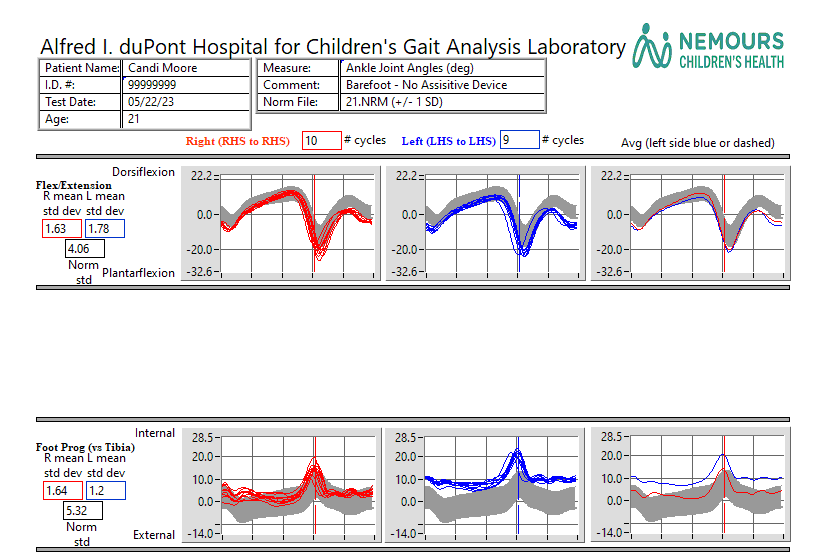 Alfred I. duPont Hospital for Children's Gait Analysis Laboratory
NEMOURS
CHILDREN'S HEALTH
Patient Name: Candi Moore
I.D. #: 99999999
Test Date: 05/22/23
Age: 21
Measure: Ankle Joint Angles (deg)
Comment: Barefoot - No Assisitive Device
Norm File: 21.NRM (+/- 1 SD)
Right (RHS to RHS) 10 # cycles Left (LHS to LHS) 9 # cycles Avg (left side blue or dashed)
Dorsiflexion
Flex/Extension
R mean L mean
std dev std dev
1.63 1.78
4.06
Norm
std
Plantarflexion
22.2
0.0
-20.0
-32.6
22.2
0.0
-20.0
-32.6
22.2
0.0
-20.0
-32.6
Internal
Foot Prog (vs Tibia)
R mean L mean
std dev std dev
1.64 1.2
5.32
Norm
std
External
28.5
10.0
0.0
-14.0
28.5
10.0
0.0
-14.0
28.5
10.0
0.0
-14.0